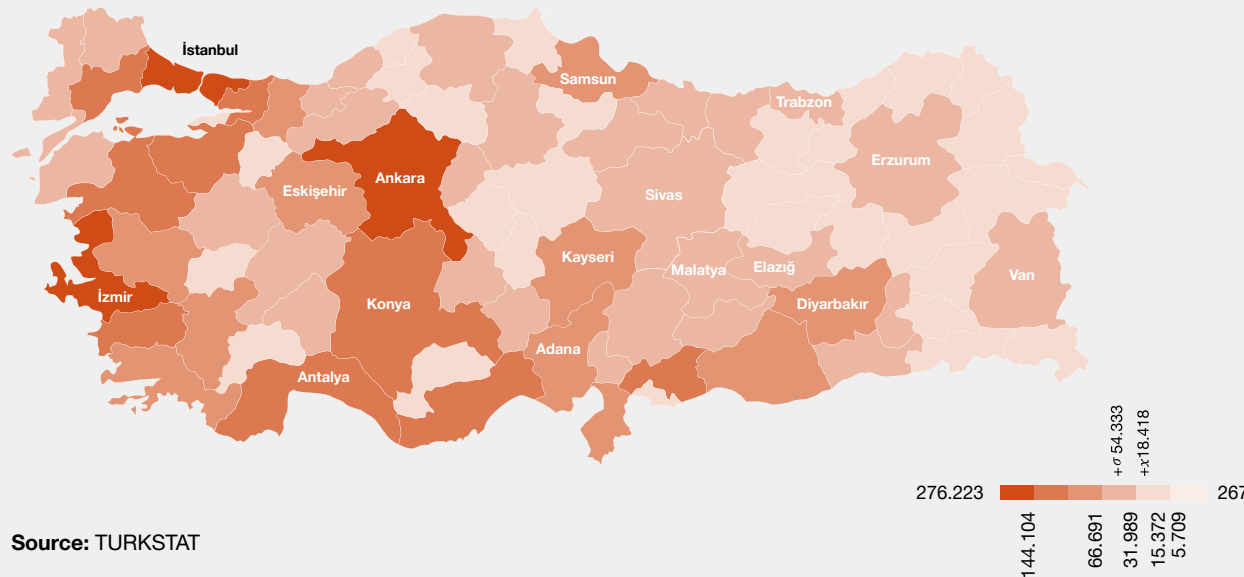 İstanbul
Samsun
Trabzon
Erzurum
Ankara
Eskişehir
Sivas
Kayseri
Malatya
Elazığ
Van
İzmir
Konya
Diyarbakır
Adana
Antalya
+σ 54.333
+x18.418
276.223
267
144.104
66.691
31.989
15.372
5.709
Source: TURKSTAT